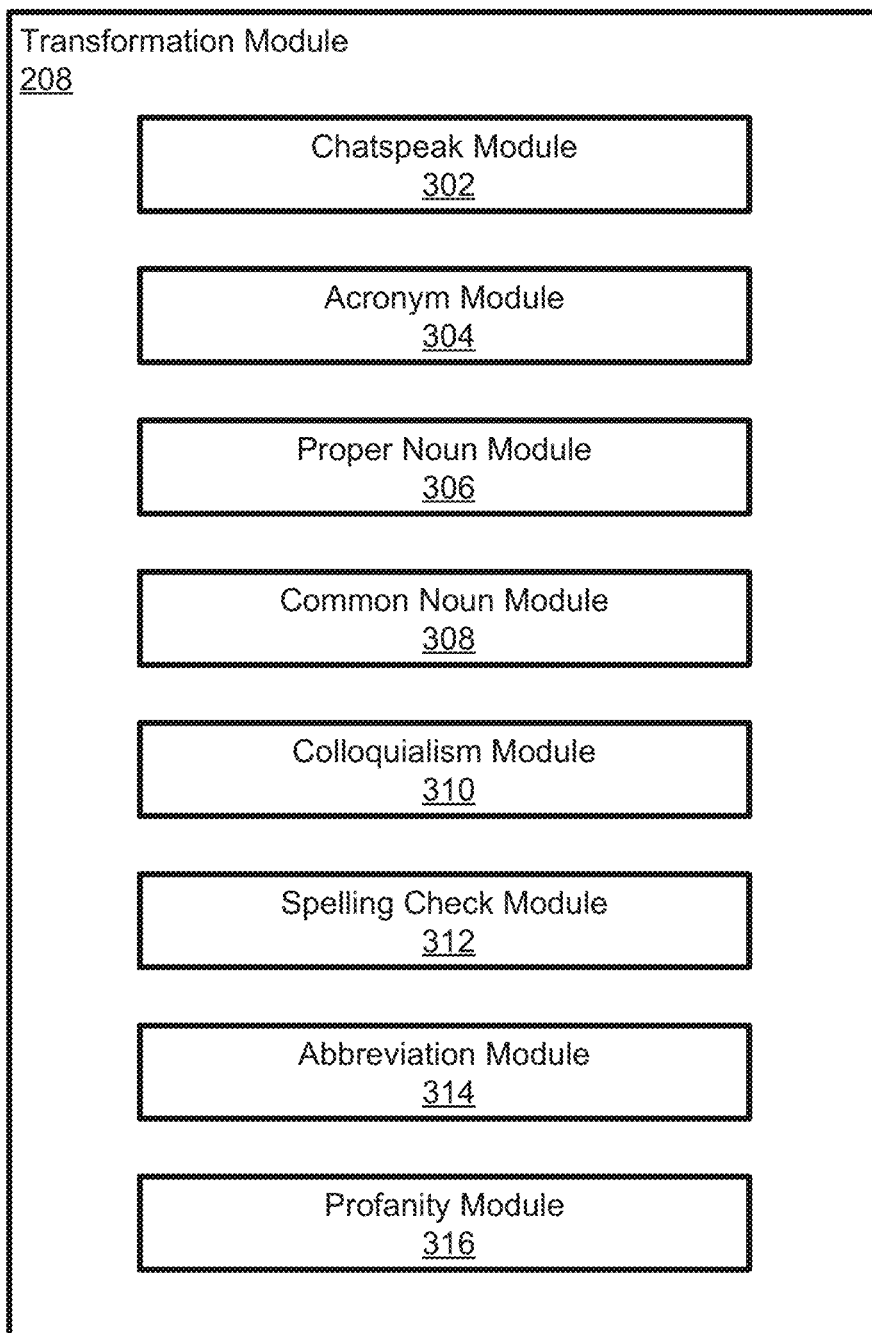 Transformation Module
208
Chatspeak Module
302
Acronym Module
304
Proper Noun Module
306
Common Noun Module
308
Colloquialism Module
310
Spelling Check Module
312
Abbreviation Module
314
Profanity Module
316